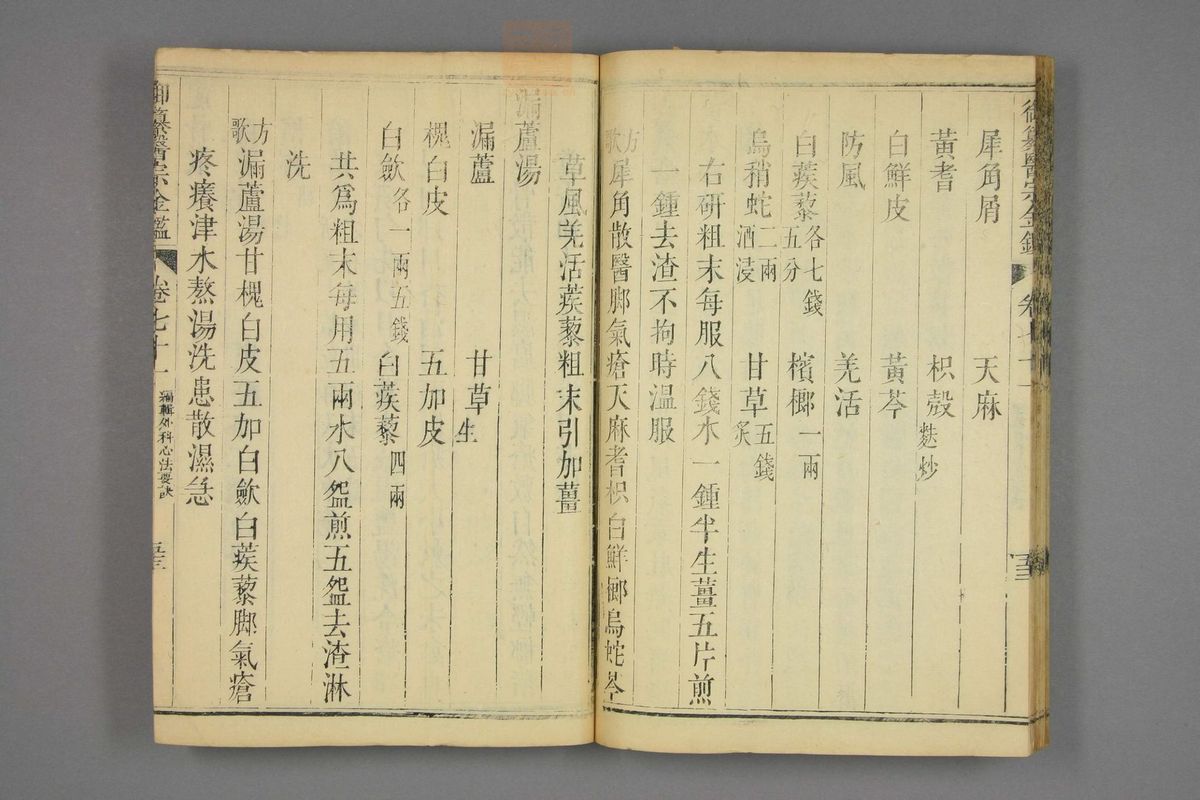 御纂醫宗金鑑 卷七十一
犀角屑 天麻
黃耆 枳殼麩炒
白鮮皮 黃芩
防風 羌活
白蒺藜各七錢五分 檳榔一兩
烏稍蛇二兩酒浸 甘草五錢炙
右研粗末每服八錢水一鍾半生薑五片煎
一鍾去渣不拘時溫服
方歌犀角散醫脚氣瘡天麻耆枳白鮮榔烏蛇芩
草風羌活蒺藜粗末引加薑
漏蘆湯
漏蘆 甘草生
槐白皮 五加皮
白歛各一兩五錢 白蒺藜四兩
共爲粗末每用五兩水八盌煎五盌去渣淋
洗
方歌漏蘆湯甘槐白皮五加白歛白蒺藜脚氣瘡
疼癢津水熬湯洗患散濕急
御纂醫宗金鑑 卷七十一 編輯外科心法要訣 五三